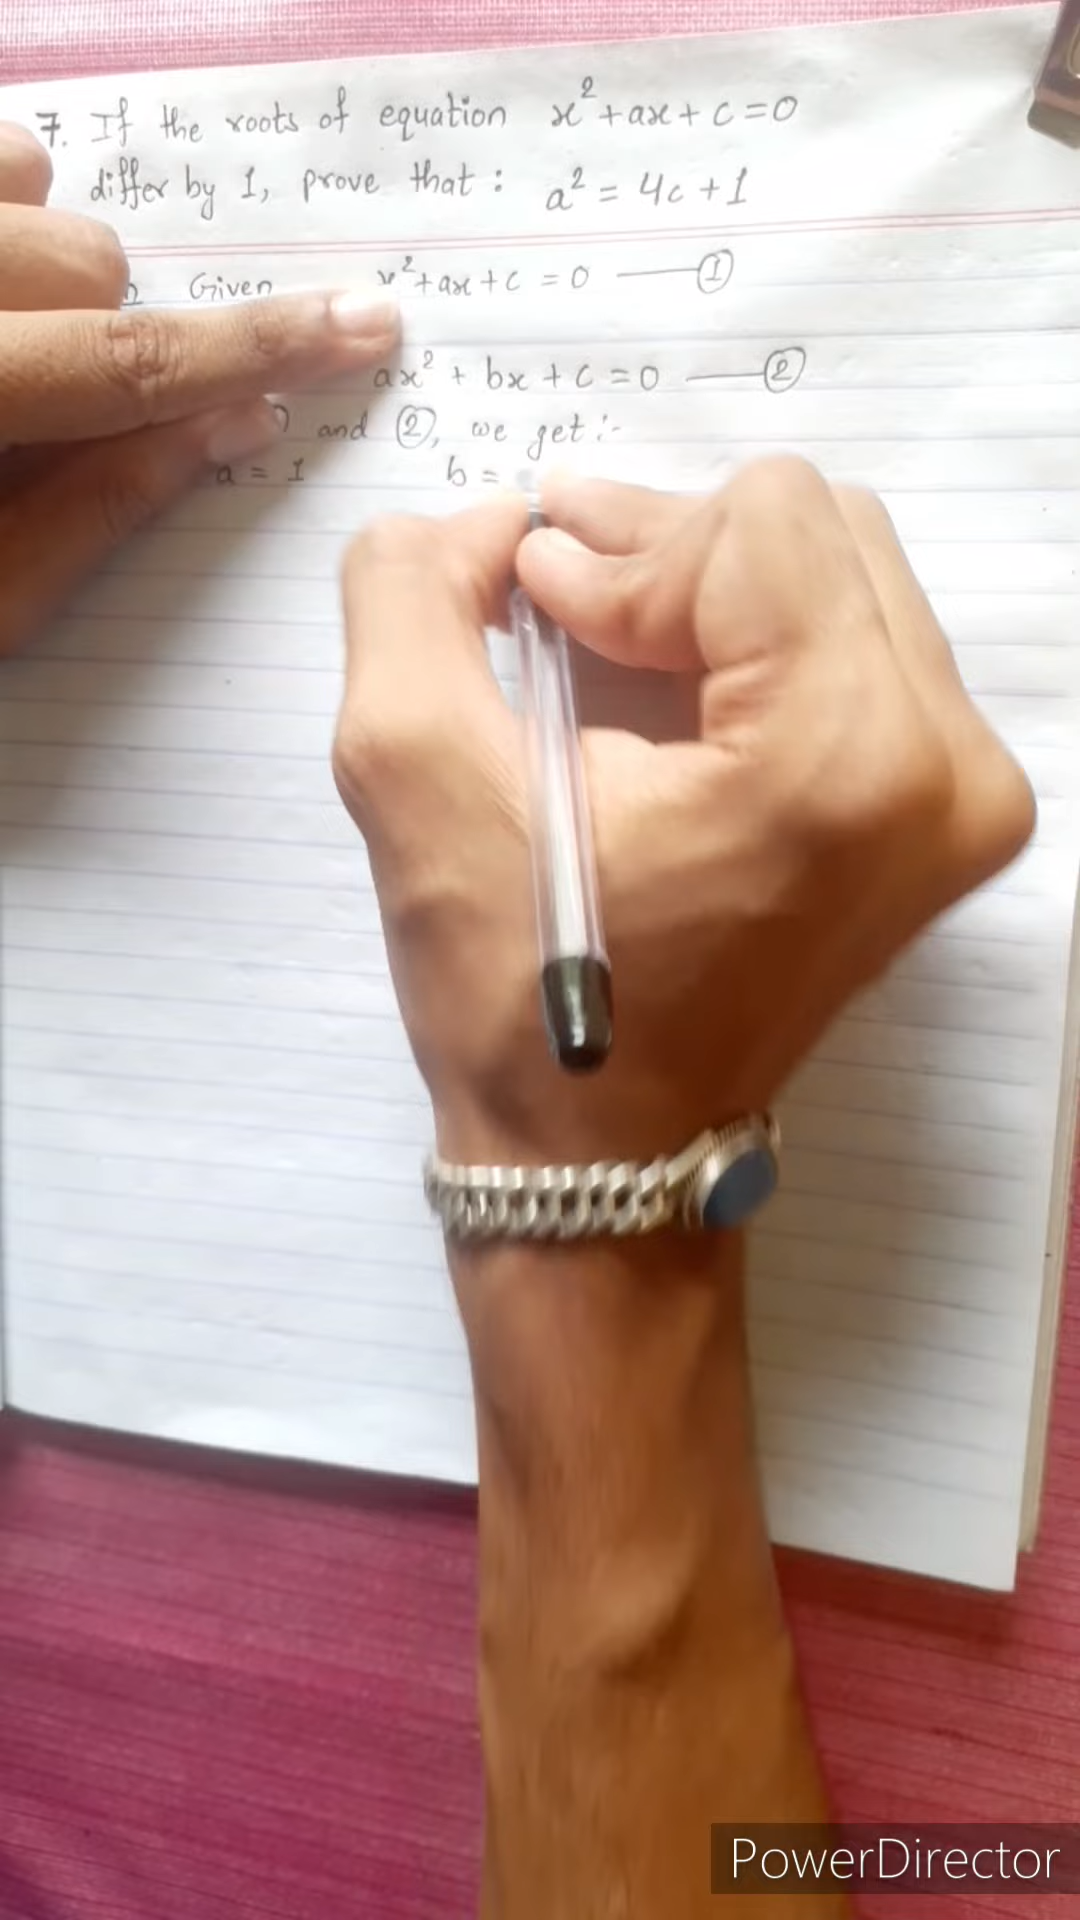 7. If the roots of equation x²+ax+c=0
differ by 1, prove that : a² = 4c+1
Given x²+ax+c = 0 —— ①
ax² + bx + c = 0 —— ②
and ②, we get :-
a = 1 b =
PowerDirector